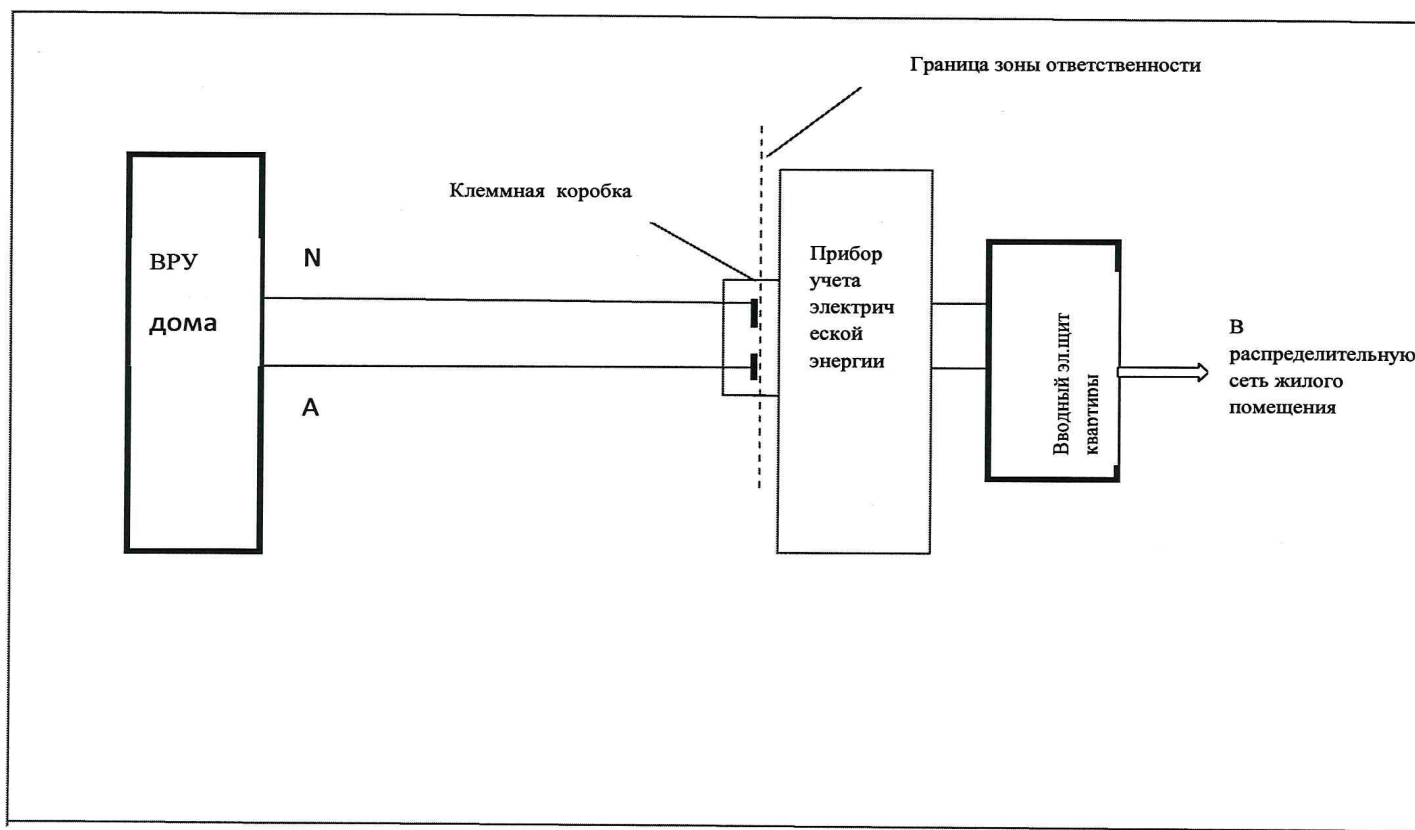 Граница зоны ответственности
Клеммная коробка
ВРУ
дома
N
A
Прибор
учета
электрич
еской
энергии
Вводный эл.щит
квартиры
В
распределительную
сеть жилого
помещения